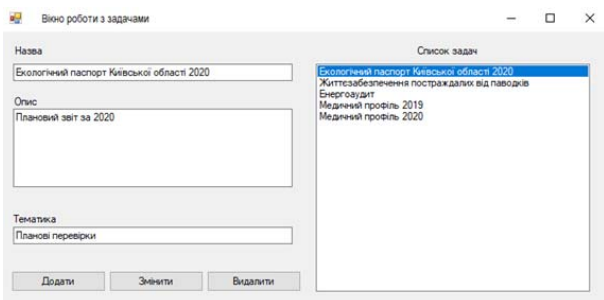 Вікно роботи з задачами
Назва
Екологічний паспорт Київської області 2020
Опис
Плановий звіт за 2020
Тематика
Планові перевірки
Додати
Змінити
Видалити
Список задач
Екологічний паспорт Київської області 2020
Життєзабезпечення постраждалих від паводків
Енергоаудит
Медичний профіль 2019
Медичний профіль 2020